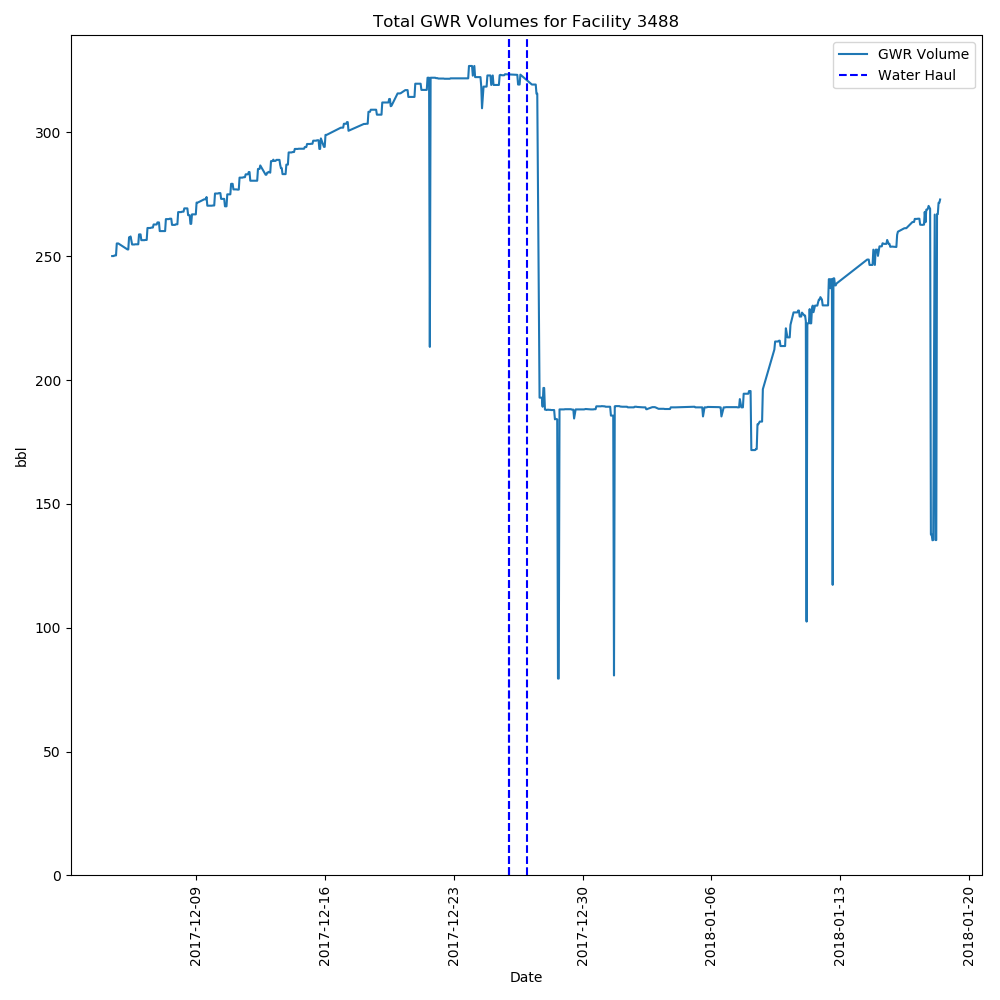 Total GWR Volumes for Facility 3488
GWR Volume
Water Haul
300
250
200
150
100
50
0
bbl
2017-12-09
2017-12-16
2017-12-23
2017-12-30
2018-01-06
2018-01-13
2018-01-20
Date